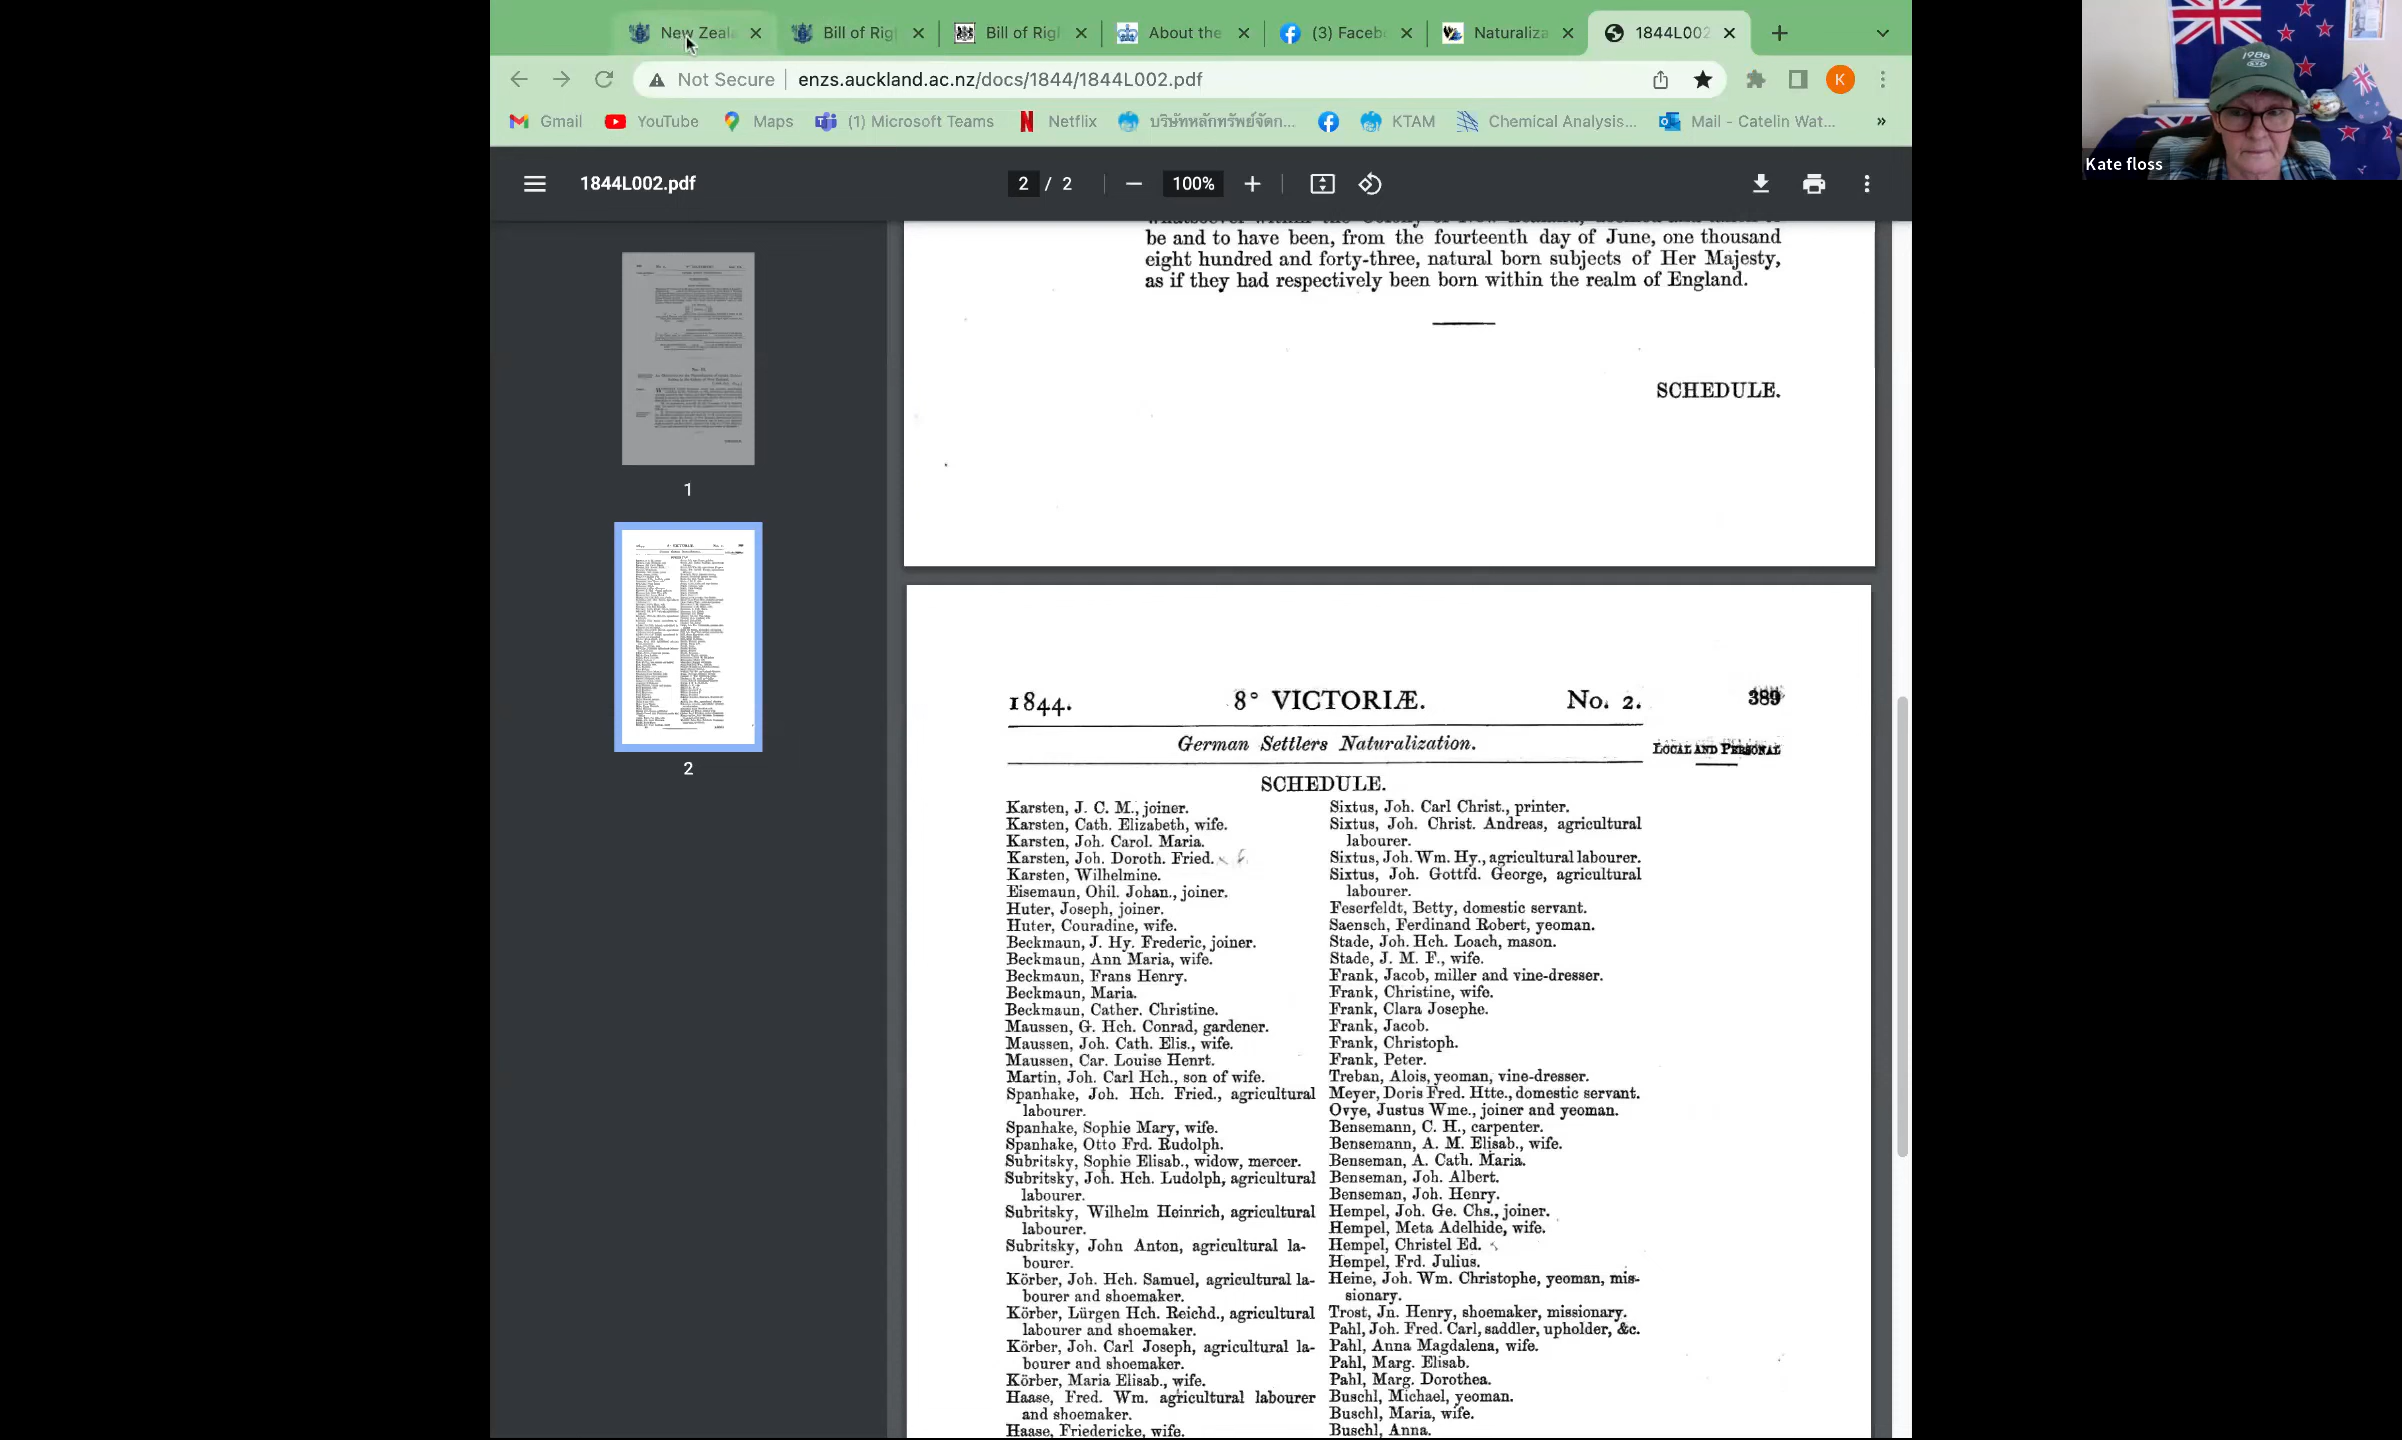 New Zeal
Bill of Rig
Bill of Rig
About the
(3) Faceb
Naturaliza
1844L002
Not Secure
enzs.auckland.ac.nz/docs/1844/1844L002.pdf
K
Gmail
YouTube
Maps
(1) Microsoft Teams
Netflix
บริษัทหลักทรัพย์จัดก...
KTAM
Chemical Analysis...
Mail - Catelin Wat...
»
Kate floss
1844L002.pdf
2 / 2
100%
1
2
be and to have been, from the fourteenth day of June, one thousand
eight hundred and forty-three, natural born subjects of Her Majesty,
as if they had respectively been born within the realm of England.
SCHEDULE.
1844. 8° VICTORIÆ. No. 2. 389
German Settlers Naturalization.
LOCAL AND PERSONAL
SCHEDULE.
Karsten, J. C. M., joiner.
Karsten, Cath. Elizabeth, wife.
Karsten, Joh. Carol. Maria.
Karsten, Joh. Doroth. Fried.
Karsten, Wilhelmine.
Eisemaun, Ohil. Johan., joiner.
Huter, Joseph, joiner.
Huter, Couradine, wife.
Beckmaun, J. Hy. Frederic, joiner.
Beckmaun, Ann Maria, wife.
Beckmaun, Frans Henry.
Beckmaun, Maria.
Beckmaun, Cather. Christine.
Maussen, G. Hch. Conrad, gardener.
Maussen, Joh. Cath. Elis., wife.
Maussen, Car. Louise Henrt.
Martin, Joh. Carl Hch., son of wife.
Spanhake, Joh. Hch. Fried., agricultural
labourer.
Spanhake, Sophie Mary, wife.
Spanhake, Otto Frd. Rudolph.
Subritsky, Sophie Elisab., widow, mercer.
Subritsky, Joh. Hch. Ludolph, agricultural
labourer.
Subritsky, Wilhelm Heinrich, agricultural
labourer.
Subritsky, John Anton, agricultural la-
bourer.
Körber, Joh. Hch. Samuel, agricultural la-
bourer and shoemaker.
Körber, Lürgen Hch. Reichd., agricultural
labourer and shoemaker.
Körber, Joh. Carl Joseph, agricultural la-
bourer and shoemaker.
Körber, Maria Elisab., wife.
Haase, Fred. Wm. agricultural labourer
and shoemaker.
Haase, Friedericke, wife.
Sixtus, Joh. Carl Christ., printer.
Sixtus, Joh. Christ. Andreas, agricultural
labourer.
Sixtus, Joh. Wm. Hy., agricultural labourer.
Sixtus, Joh. Gottfd. George, agricultural
labourer.
Feserfeldt, Betty, domestic servant.
Saensch, Ferdinand Robert, yeoman.
Stade, Joh. Hch. Loach, mason.
Stade, J. M. F., wife.
Frank, Jacob, miller and vine-dresser.
Frank, Christine, wife.
Frank, Clara Josephe.
Frank, Jacob.
Frank, Christoph.
Frank, Peter.
Treban, Alois, yeoman, vine-dresser.
Meyer, Doris Fred. Htte., domestic servant.
Ovye, Justus Wme., joiner and yeoman.
Bensemann, C. H., carpenter.
Bensemann, A. M. Elisab., wife.
Benseman, A. Cath. Maria.
Benseman, Joh. Albert.
Benseman, Joh. Henry.
Hempel, Joh. Ge. Chs., joiner.
Hempel, Meta Adelhide, wife.
Hempel, Christel Ed.
Hempel, Frd. Julius.
Heine, Joh. Wm. Christophe, yeoman, mis-
sionary.
Trost, Jn. Henry, shoemaker, missionary.
Pahl, Joh. Fred. Carl, saddler, upholder, &c.
Pahl, Anna Magdalena, wife.
Pahl, Marg. Elisab.
Pahl, Marg. Dorothea.
Buschl, Michael, yeoman.
Buschl, Maria, wife.
Buschl, Anna.